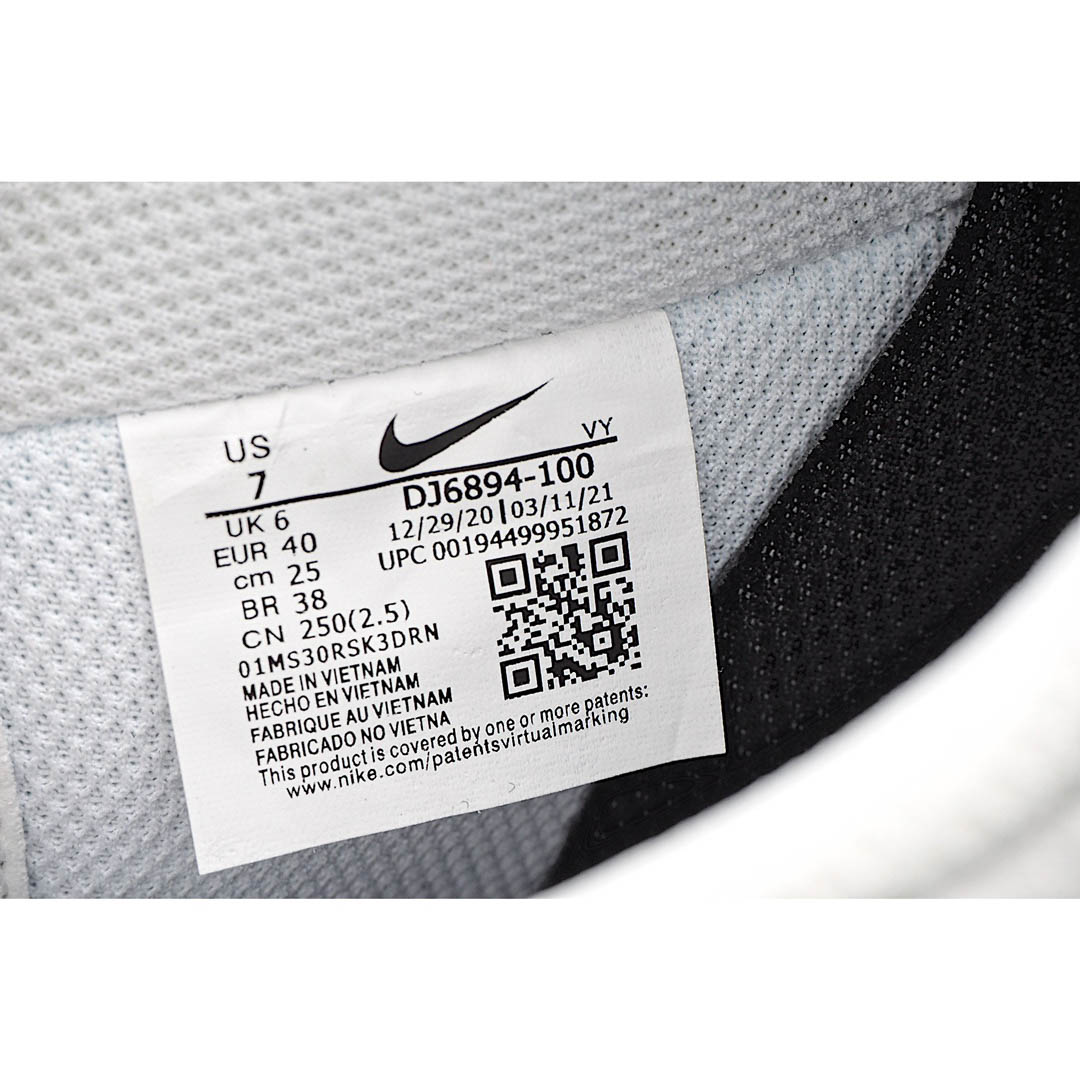 US
7
VY
DJ6894-100
12/29/20|03/11/21
UPC 00194499951872
UK 6
EUR 40
cm 25
BR 38
CN 250(2.5)
01MS30RSK3DRN
MADE IN VIETNAM
HECHO EN VIETNAM
FABRIQUE AU VIETNAM
FABRICADO NO VIETNA
This product is covered by one or more patents:
www.nike.com/patentsvirtualmarking